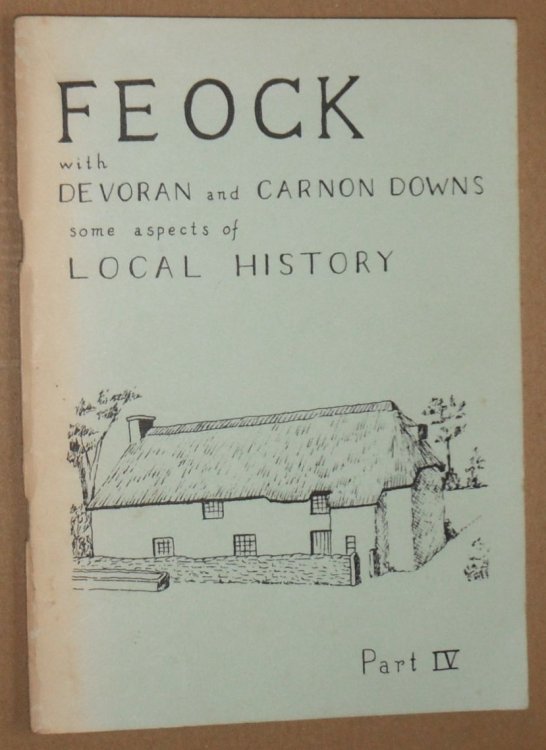 FEOCK
with
DEVORAN and CARNON DOWNS
some aspects of
LOCAL HISTORY
Part IV